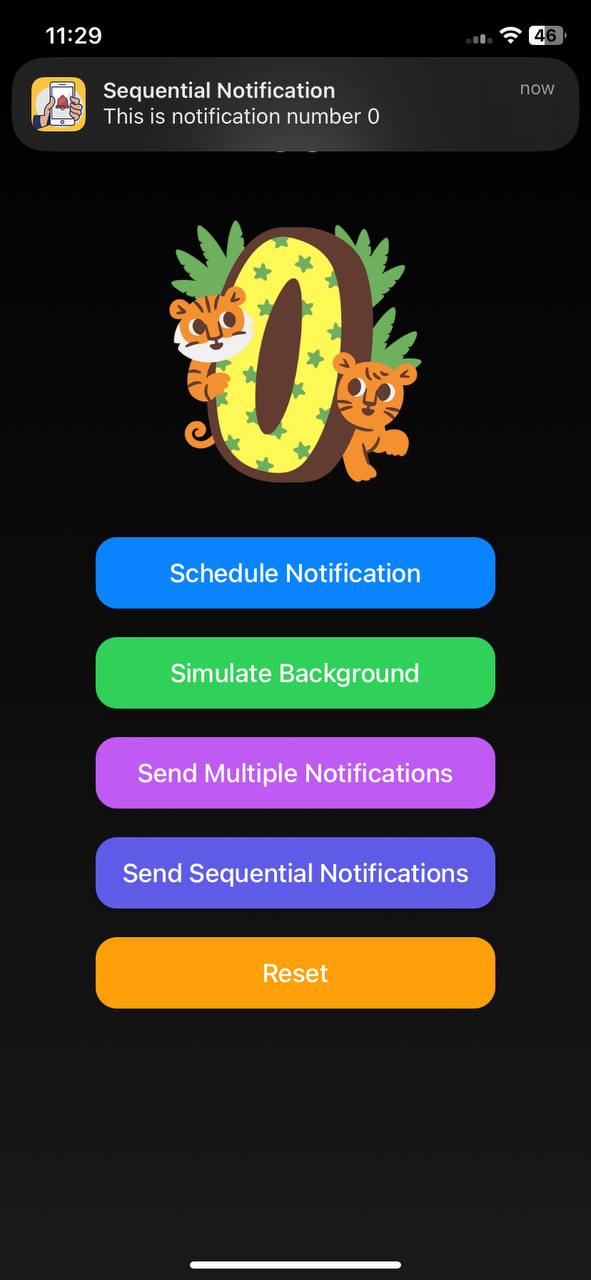 11:29
46
Sequential Notification
now
This is notification number 0
0
Schedule Notification
Simulate Background
Send Multiple Notifications
Send Sequential Notifications
Reset